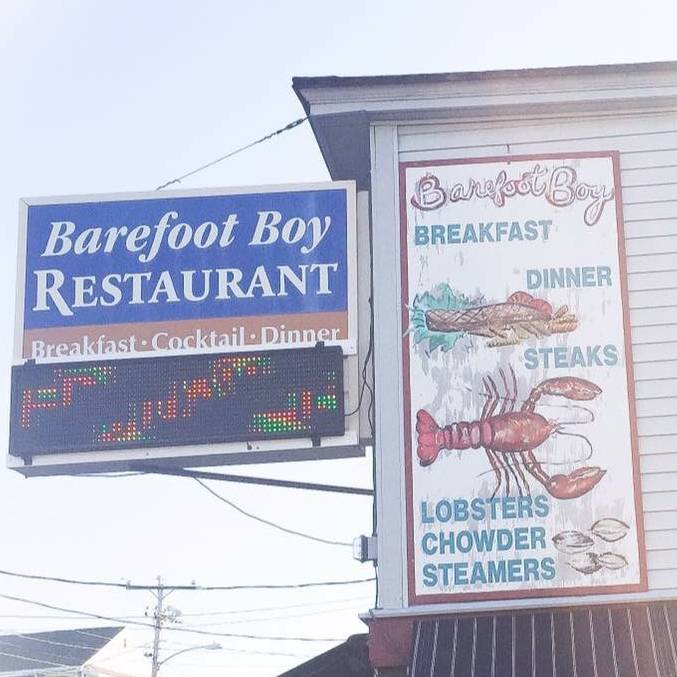 Barefoot Boy
RESTAURANT
Breakfast · Cocktail · Dinner
Barefoot Boy
BREAKFAST
DINNER
STEAKS
LOBSTERS
CHOWDER
STEAMERS